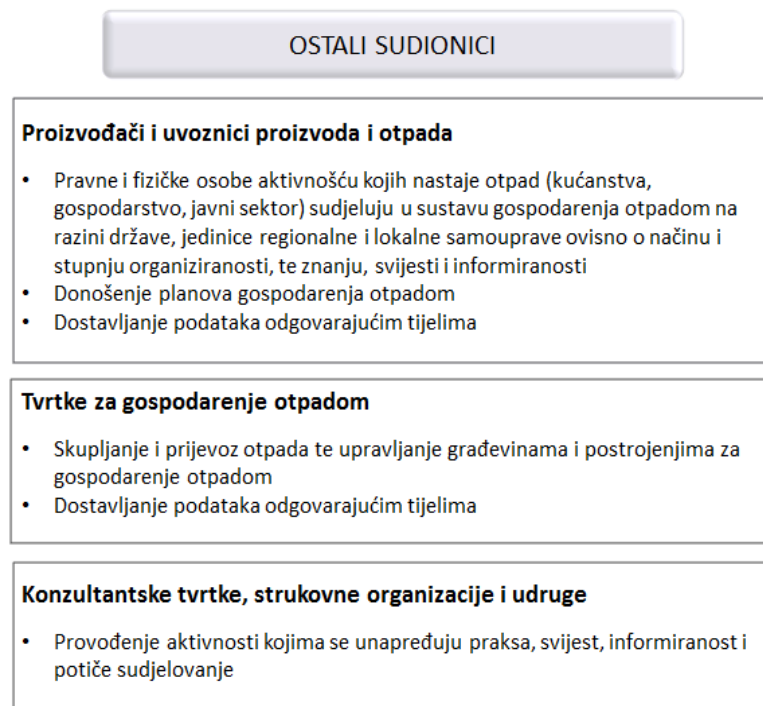 OSTALI SUDIONICI
Proizvođači i uvoznici proizvoda i otpada
• Pravne i fizičke osobe aktivnošću kojih nastaje otpad (kućanstva,
gospodarstvo, javni sektor) sudjeluju u sustavu gospodarenja otpadom na
razini države, jedinice regionalne i lokalne samouprave ovisno o načinu i
stupnju organiziranosti, te znanju, svijesti i informiranosti
• Donošenje planova gospodarenja otpadom
• Dostavljanje podataka odgovarajućim tijelima
Tvrtke za gospodarenje otpadom
• Skupljanje i prijevoz otpada te upravljanje građevinama i postrojenjima za
gospodarenje otpadom
• Dostavljanje podataka odgovarajućim tijelima
Konzultantske tvrtke, strukovne organizacije i udruge
• Provođenje aktivnosti kojima se unapređuju praksa, svijest, informiranost i
potiče sudjelovanje